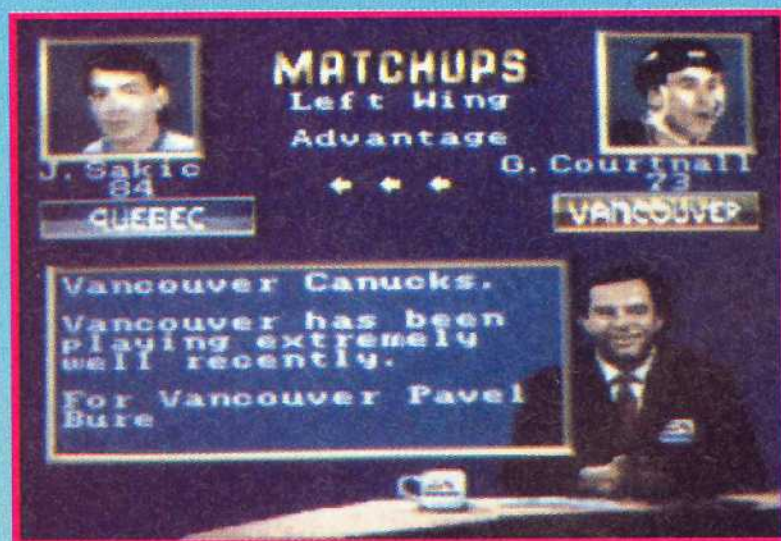 MATCHUPS
Left Wing
Advantage
J. Sakic
84
QUEBEC
G. Courtnall
73
VANCOUVER
Vancouver Canucks.
Vancouver has been
playing extremely
well recently.
For Vancouver Pavel
Bure